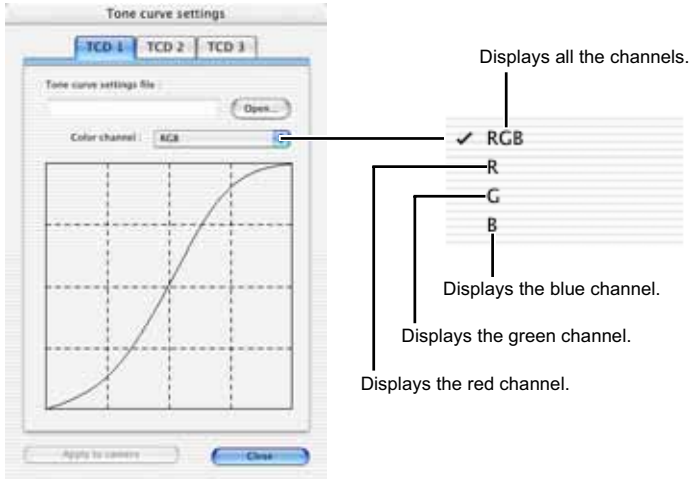 Tone curve settings
TCD 1 TCD 2 TCD 3
Tone curve settings file :
Open...
Color channel : RGB
Apply to camera
Close
Displays all the channels.
✓ RGB
R
G
B
Displays the blue channel.
Displays the green channel.
Displays the red channel.